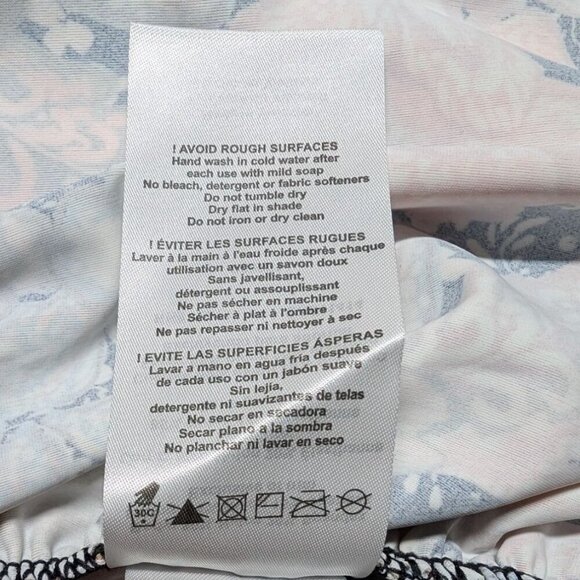 ! AVOID ROUGH SURFACES
Hand wash in cold water after
each use with mild soap
No bleach, detergent or fabric softeners
Do not tumble dry
Dry flat in shade
Do not iron or dry clean
! ÉVITER LES SURFACES RUGUES
Laver à la main à l'eau froide après chaque
utilisation avec un savon doux
Sans javellisant,
détergent ou assouplissant
Ne pas sécher en machine
Sécher à plat à l'ombre
Ne pas repasser ni nettoyer à sec
! EVITE LAS SUPERFICIES ÁSPERAS
Lavar a mano en agua fría después
de cada uso con un jabón suave
Sin lejía,
detergente ni suavizantes de telas
No secar en secadora
Secar plano a la sombra
No planchar ni lavar en seco
30C